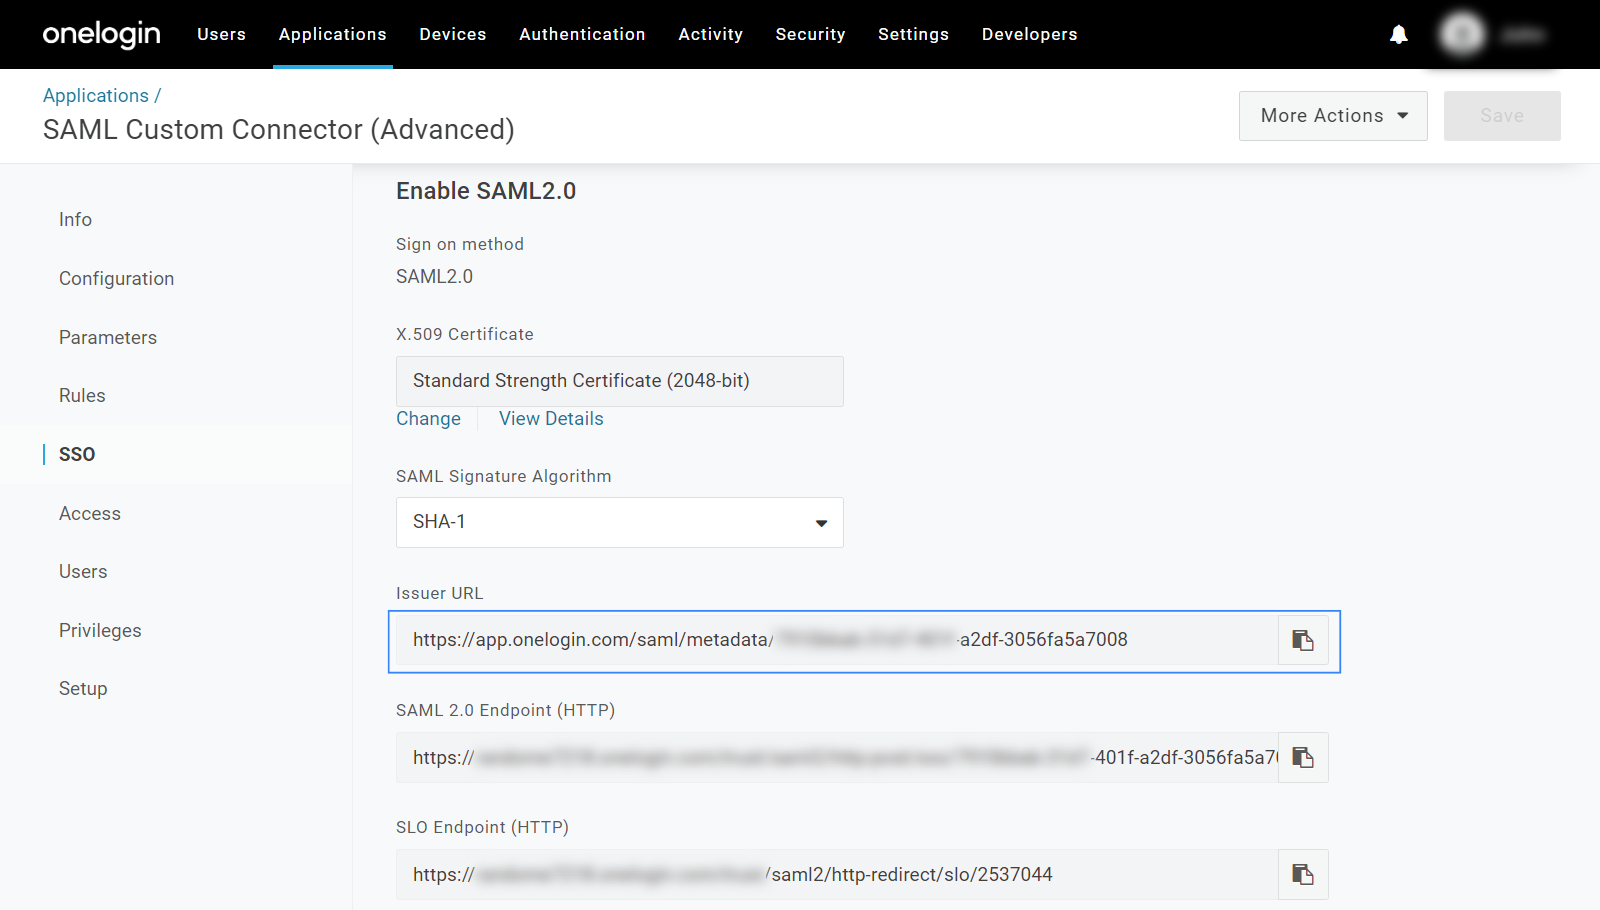 onelogin Users Applications Devices Authentication Activity Security Settings Developers
Applications /
SAML Custom Connector (Advanced)
More Actions Save
Info
Configuration
Parameters
Rules
SSO
Access
Users
Privileges
Setup
Enable SAML2.0
Sign on method
SAML2.0
X.509 Certificate
Standard Strength Certificate (2048-bit)
Change View Details
SAML Signature Algorithm
SHA-1
Issuer URL
https://app.onelogin.com/saml/metadata/ -a2df-3056fa5a7008
SAML 2.0 Endpoint (HTTP)
https:// -401f-a2df-3056fa5a7
SLO Endpoint (HTTP)
https:// /saml2/http-redirect/slo/2537044